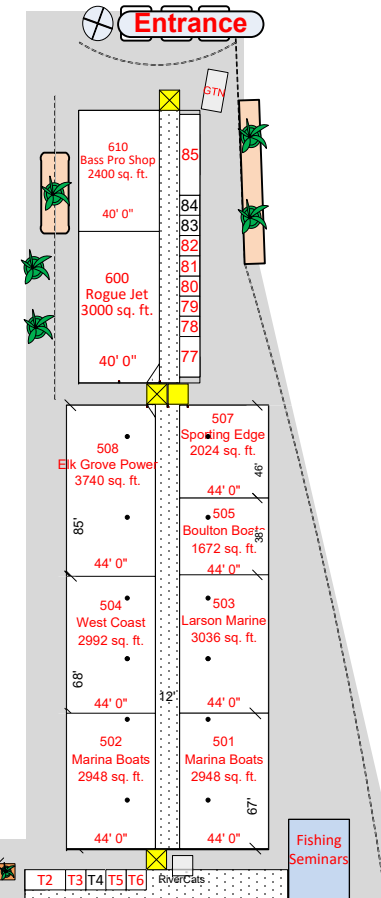 Entrance
GTN
610
Bass Pro Shop
2400 sq. ft.
40' 0"
85
84
83
82
81
80
79
78
77
600
Rogue Jet
3000 sq. ft.
40' 0"
508
Elk Grove Power
3740 sq. ft.
85'
44' 0"
507
Sporting Edge
2024 sq. ft.
46'
44' 0"
505
Boulton Boats
38'
1672 sq. ft.
44' 0"
504
West Coast
2992 sq. ft.
68'
44' 0"
503
Larson Marine
3036 sq. ft.
44' 0"
12'
502
Marina Boats
2948 sq. ft.
44' 0"
501
Marina Boats
2948 sq. ft.
67'
44' 0"
Fishing
Seminars
T2 T3 T4 T5 T6
RiverCats